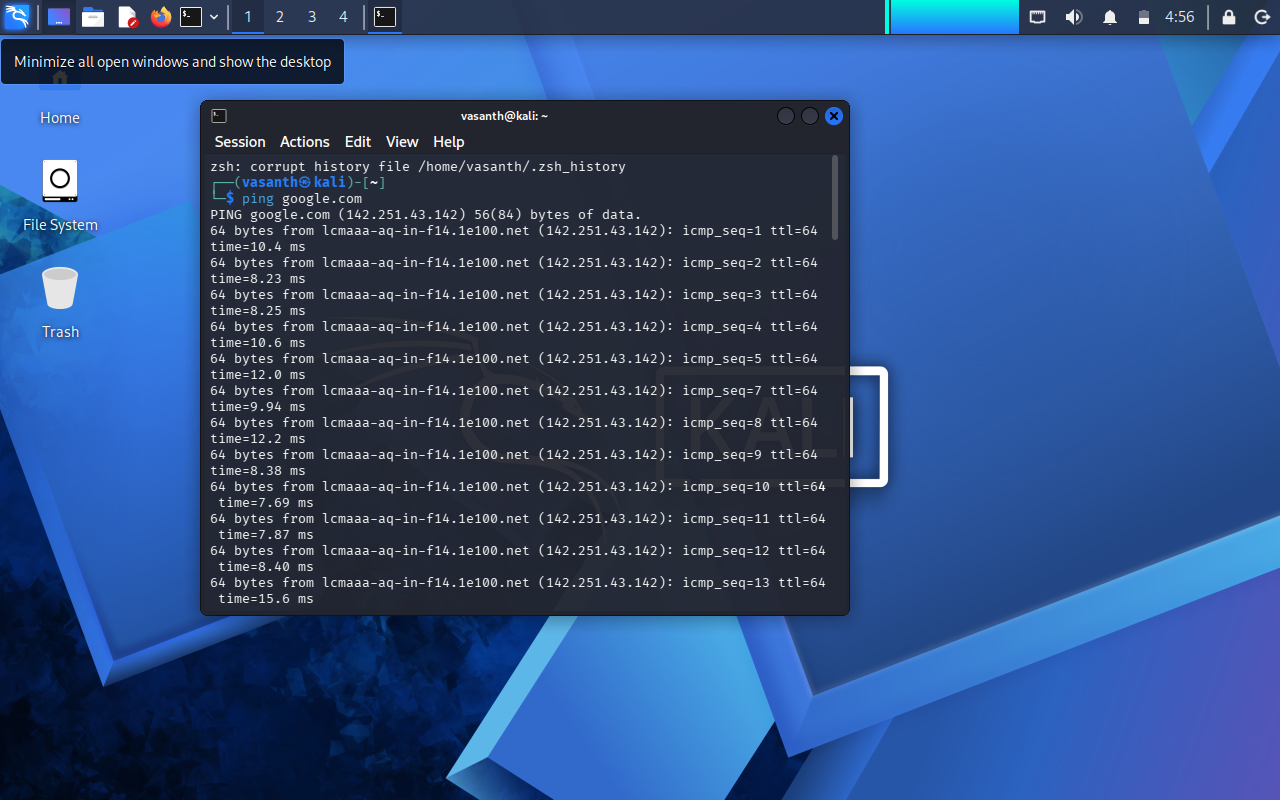 1 2 3 4 4:56
Minimize all open windows and show the desktop
Home
File System
Trash
vasanth@kali: ~
Session Actions Edit View Help
zsh: corrupt history file /home/vasanth/.zsh_history
┌──(vasanth㉿kali)-[~]
└─$ ping google.com
PING google.com (142.251.43.142) 56(84) bytes of data.
64 bytes from lcmaaa-aq-in-f14.1e100.net (142.251.43.142): icmp_seq=1 ttl=64
time=10.4 ms
64 bytes from lcmaaa-aq-in-f14.1e100.net (142.251.43.142): icmp_seq=2 ttl=64
time=8.23 ms
64 bytes from lcmaaa-aq-in-f14.1e100.net (142.251.43.142): icmp_seq=3 ttl=64
time=8.25 ms
64 bytes from lcmaaa-aq-in-f14.1e100.net (142.251.43.142): icmp_seq=4 ttl=64
time=10.6 ms
64 bytes from lcmaaa-aq-in-f14.1e100.net (142.251.43.142): icmp_seq=5 ttl=64
time=12.0 ms
64 bytes from lcmaaa-aq-in-f14.1e100.net (142.251.43.142): icmp_seq=7 ttl=64
time=9.94 ms
64 bytes from lcmaaa-aq-in-f14.1e100.net (142.251.43.142): icmp_seq=8 ttl=64
time=12.2 ms
64 bytes from lcmaaa-aq-in-f14.1e100.net (142.251.43.142): icmp_seq=9 ttl=64
time=8.38 ms
64 bytes from lcmaaa-aq-in-f14.1e100.net (142.251.43.142): icmp_seq=10 ttl=64
time=7.69 ms
64 bytes from lcmaaa-aq-in-f14.1e100.net (142.251.43.142): icmp_seq=11 ttl=64
time=7.87 ms
64 bytes from lcmaaa-aq-in-f14.1e100.net (142.251.43.142): icmp_seq=12 ttl=64
time=8.40 ms
64 bytes from lcmaaa-aq-in-f14.1e100.net (142.251.43.142): icmp_seq=13 ttl=64
time=15.6 ms
KALI